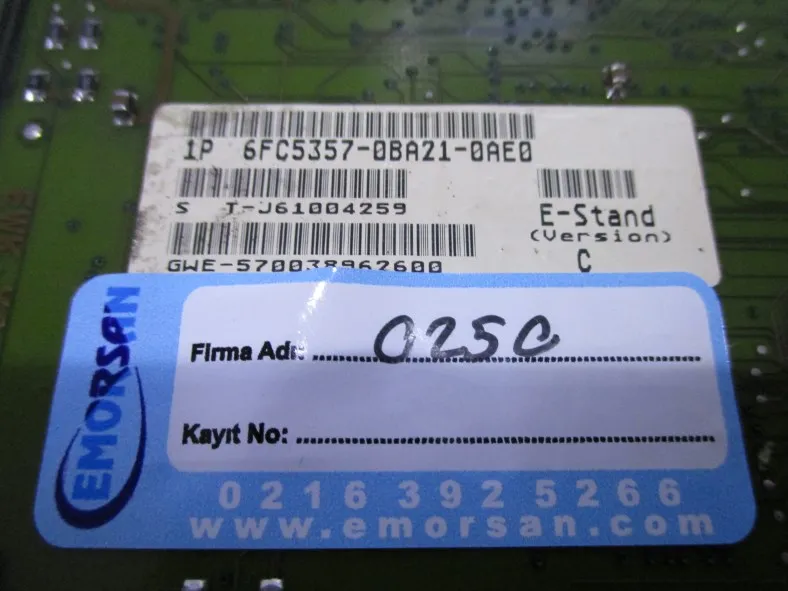 1P 6FC5357-0BA21-0AE0
S T-J61004259
E-Stand
(Version)
C
GWE-570038962600
EMORSAN
Firma Adı:
Kayıt No:
0216 392 5266
www.emorsan.com